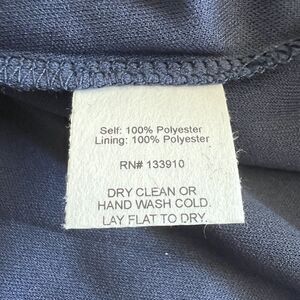 Self: 100% Polyester
Lining: 100% Polyester
RN# 133910
DRY CLEAN OR
HAND WASH COLD.
LAY FLAT TO DRY.